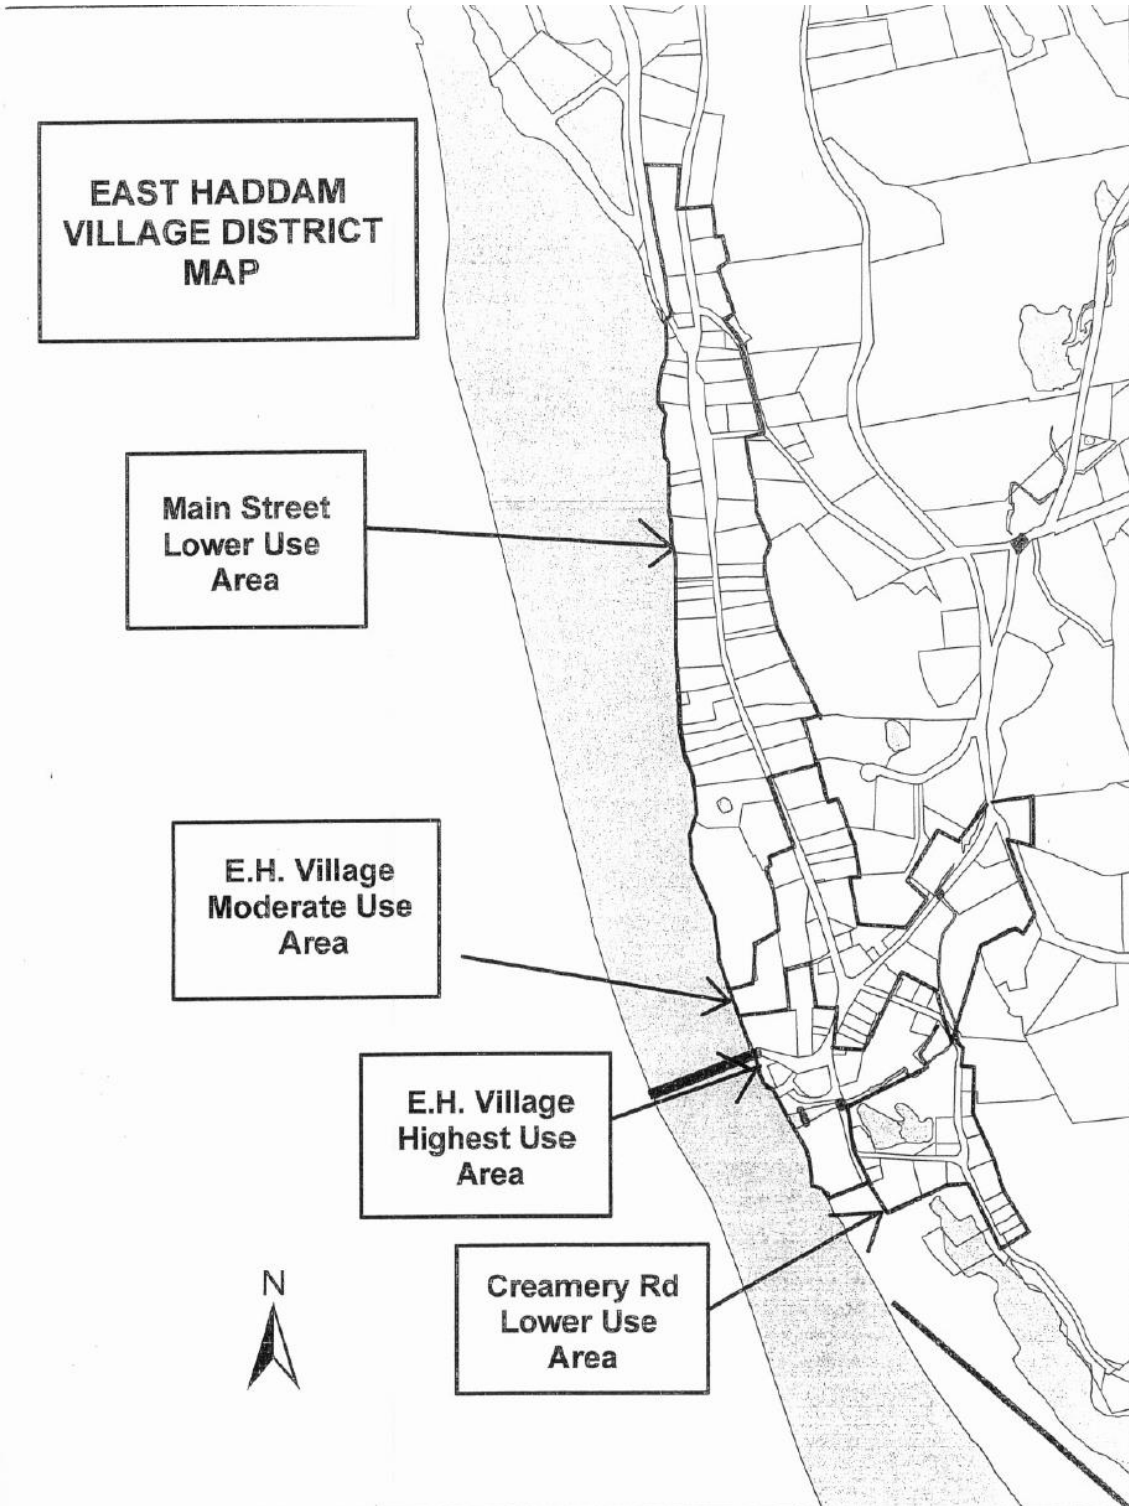 EAST HADDAM
VILLAGE DISTRICT
MAP
Main Street
Lower Use
Area
E.H. Village
Moderate Use
Area
E.H. Village
Highest Use
Area
Creamery Rd
Lower Use
Area
N